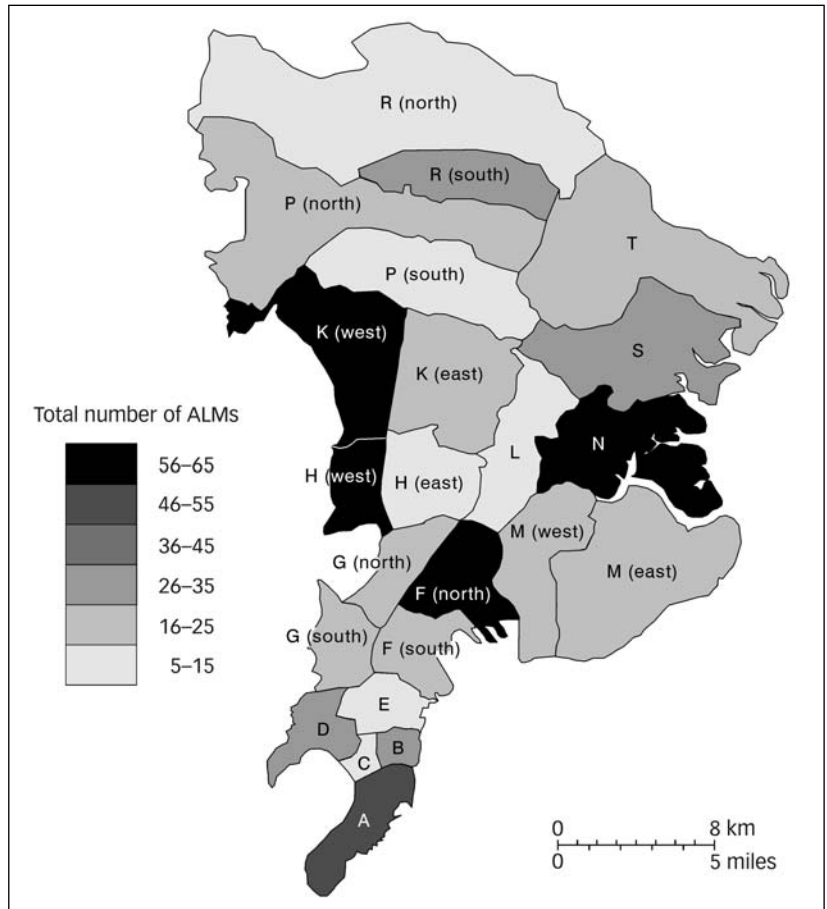 R (north)
R (south)
P (north)
T
P (south)
K (west)
S
K (east)
Total number of ALMs
56–65
46–55
36–45
26–35
16–25
5–15
N
L
H (west)
H (east)
M (west)
G (north)
M (east)
F (north)
G (south)
F (south)
E
D
B
C
A
0 8 km
0 5 miles